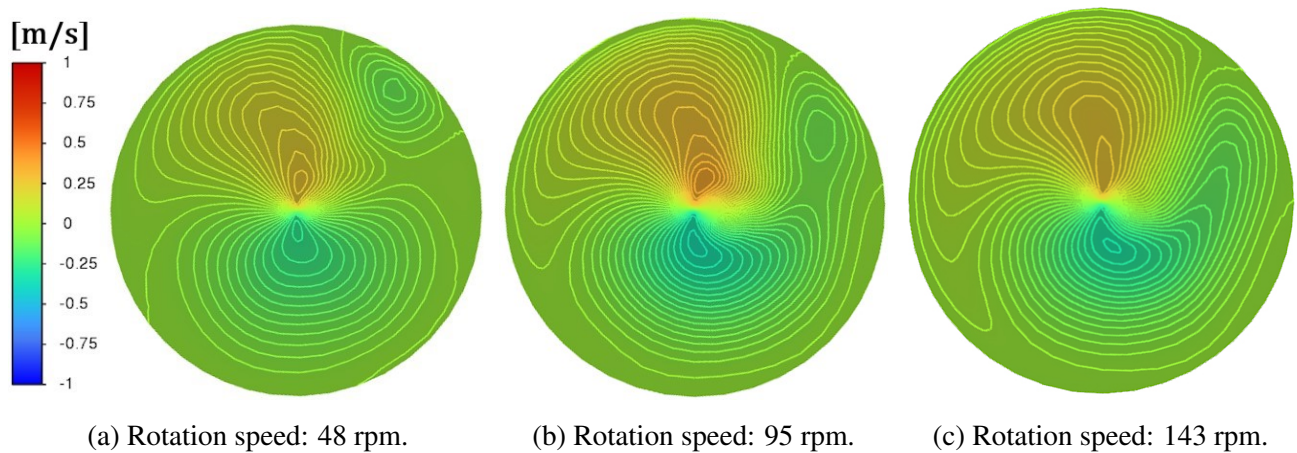 [m/s]
1
0.75
0.5
0.25
0
-0.25
-0.5
-0.75
-1
(a) Rotation speed: 48 rpm.
(b) Rotation speed: 95 rpm.
(c) Rotation speed: 143 rpm.